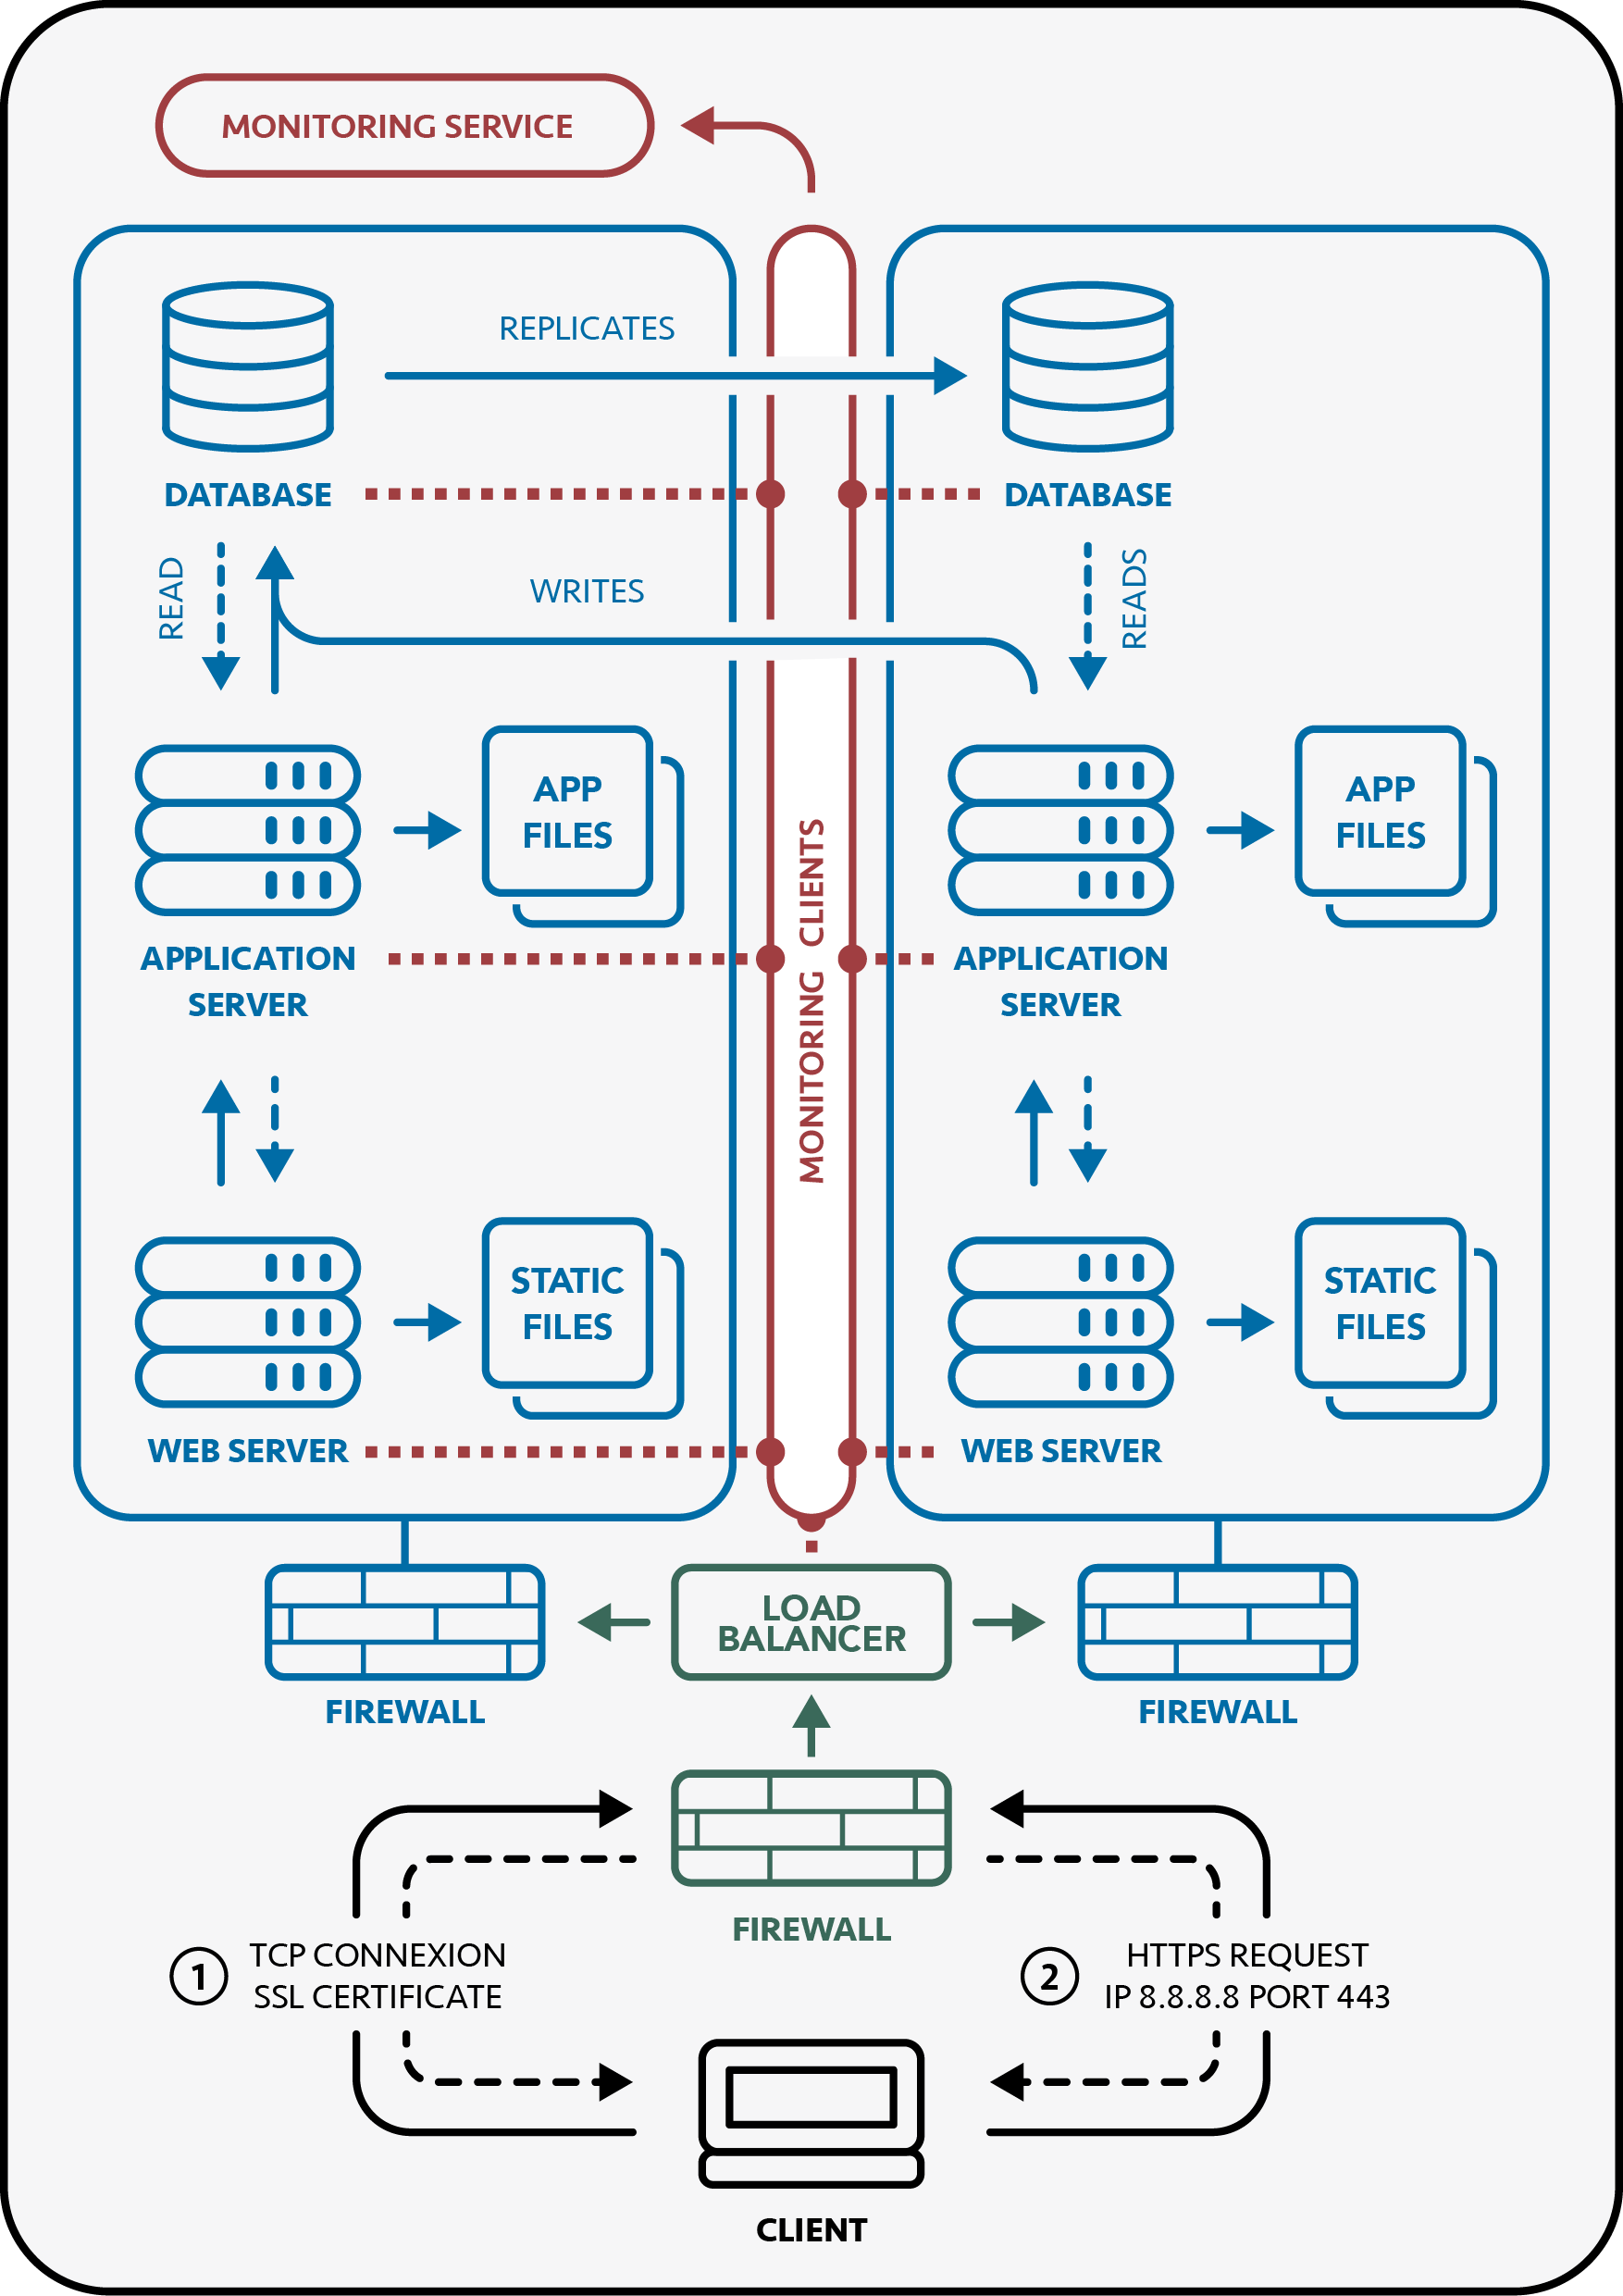 MONITORING SERVICE
REPLICATES
DATABASE
DATABASE
READ
WRITES
READS
APP
FILES
APP
FILES
MONITORING CLIENTS
APPLICATION
SERVER
APPLICATION
SERVER
STATIC
FILES
STATIC
FILES
WEB SERVER
WEB SERVER
LOAD
BALANCER
FIREWALL
FIREWALL
FIREWALL
1
TCP CONNEXION
SSL CERTIFICATE
2
HTTPS REQUEST
IP 8.8.8.8 PORT 443
CLIENT